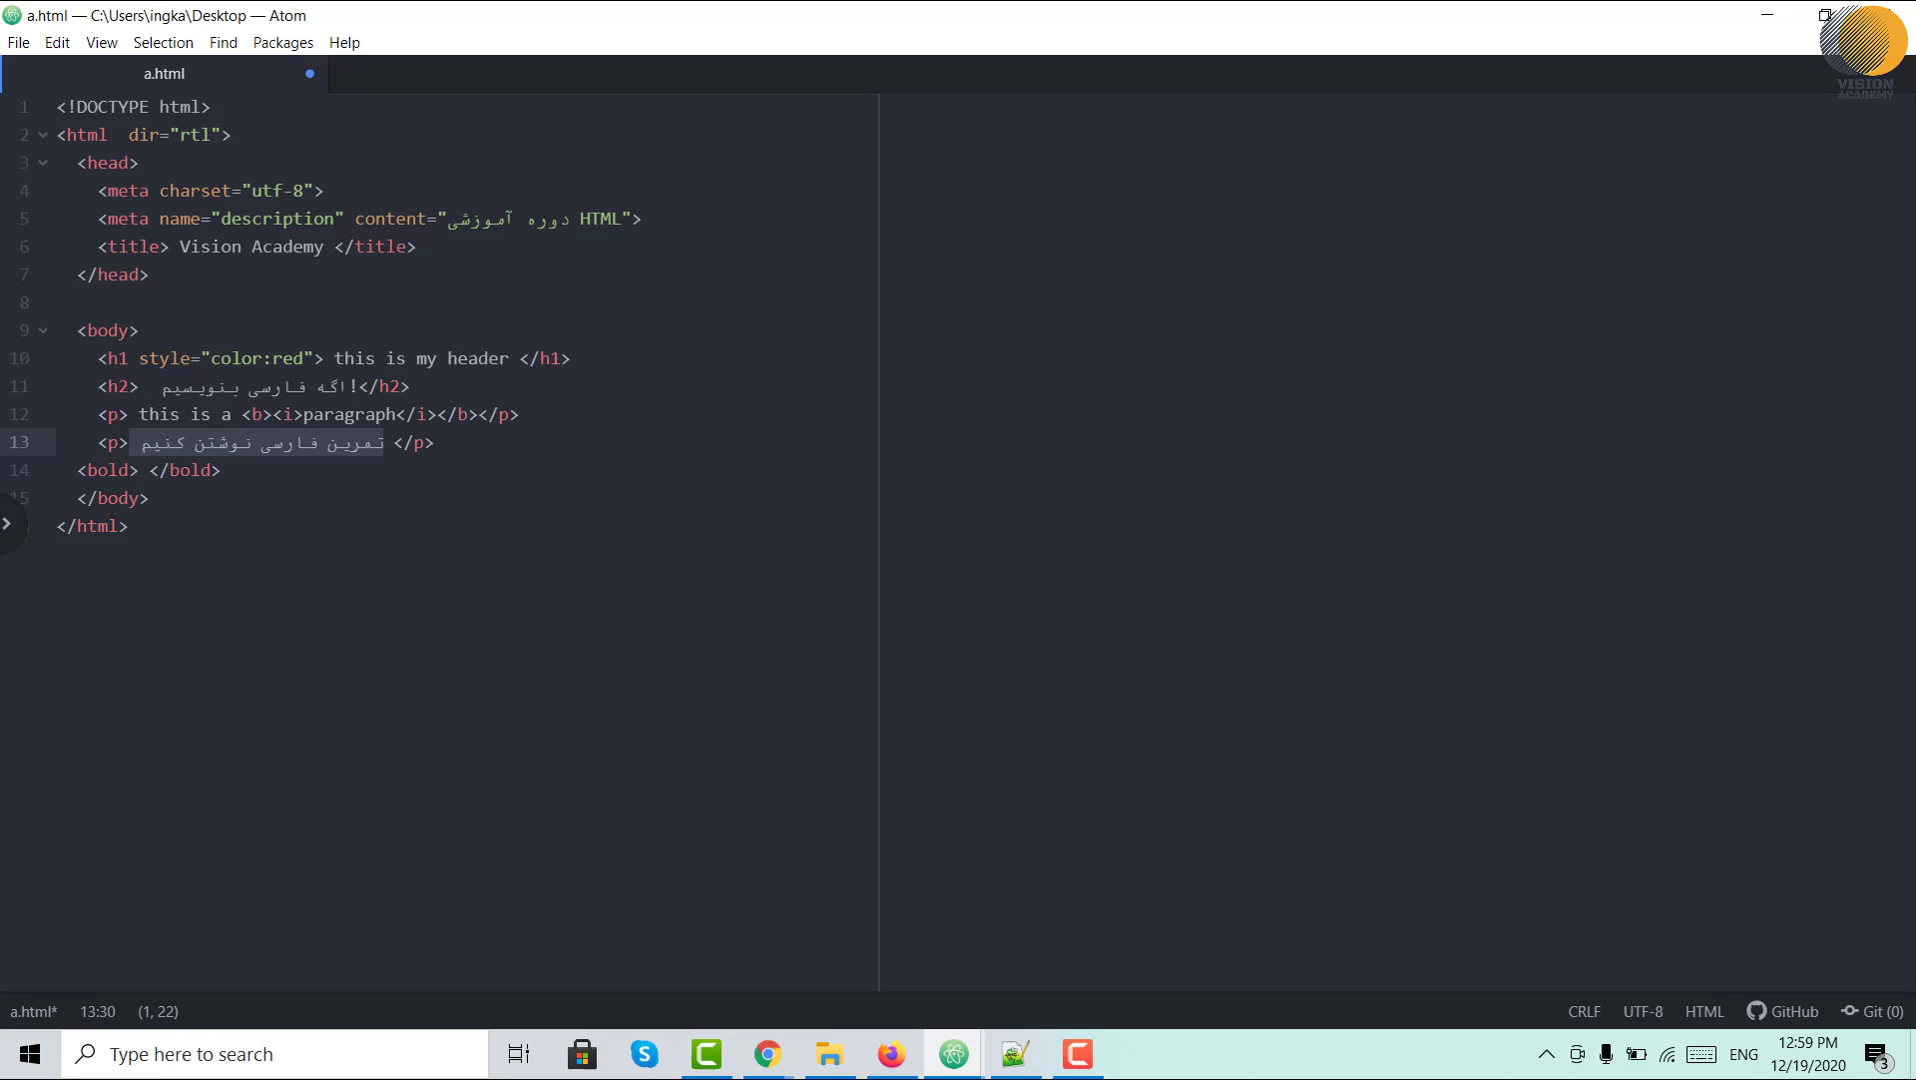 a.html — C:\Users\ingka\Desktop — Atom
File Edit View Selection Find Packages Help
VISION
ACADEMY
a.html
1 <!DOCTYPE html>
2 <html  dir="rtl">
3 <head>
4 <meta charset="utf-8">
5 <meta name="description" content="دوره آموزشی HTML">
6 <title> Vision Academy </title>
7 </head>
8
9 <body>
10 <h1 style="color:red"> this is my header </h1>
11 <h2>  اگه فارسی بنویسیم!</h2>
12 <p> this is a <b><i>paragraph</i></b></p>
13 <p> تمرین فارسی نوشتن کنیم </p>
14 <bold> </bold>
15 </body>
</html>
a.html* 13:30 (1, 22) CRLF UTF-8 HTML GitHub Git (0)
Type here to search
ENG
12:59 PM
12/19/2020
3